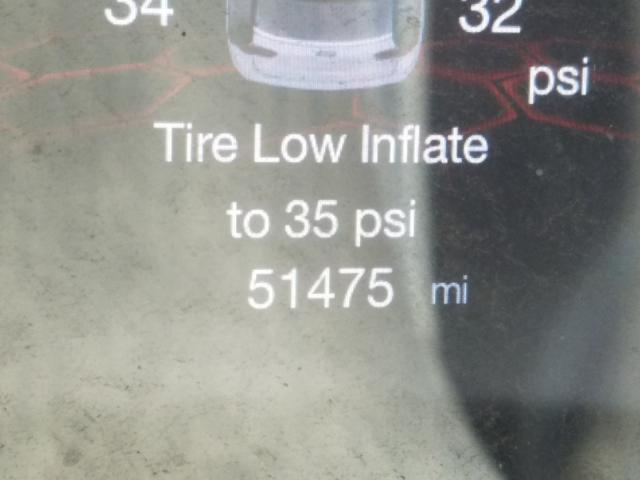 34 32
psi
Tire Low Inflate
to 35 psi
51475 mi